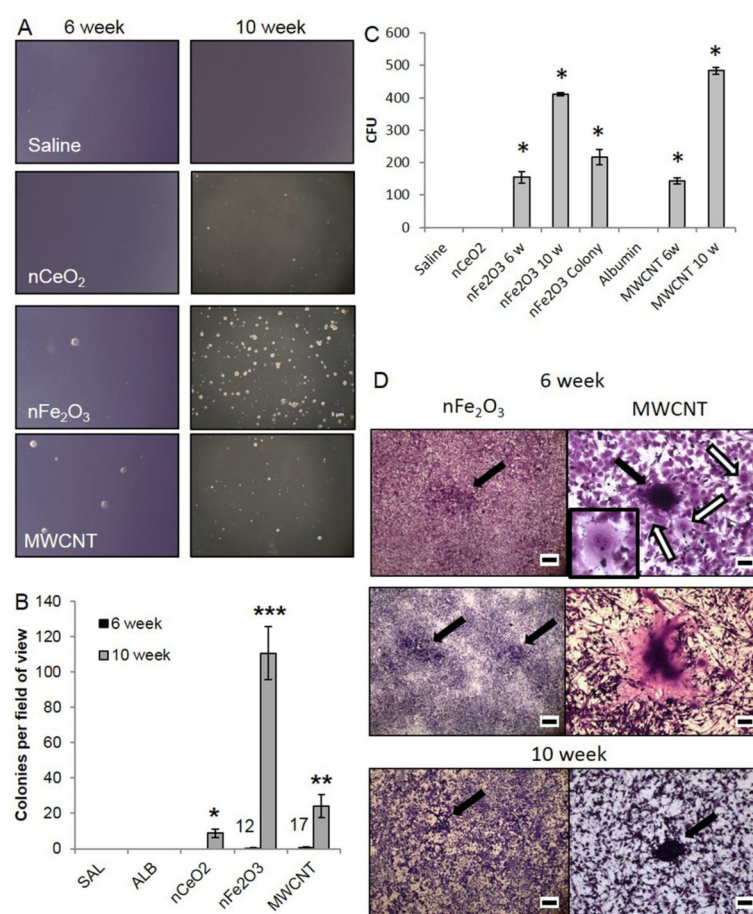 A
6 week
10 week
Saline
nCeO₂
nFe₂O₃
5 µm
MWCNT
B
Colonies per field of view
140
120
100
80
60
40
20
0
6 week
10 week
*
12
***
17
**
SAL
ALB
nCeO2
nFe2O3
MWCNT
C
CFU
600
500
400
300
200
100
0
*
*
*
*
*
Saline
nCeO2
nFe2O3 6 w
nFe2O3 10 w
nFe2O3 Colony
Albumin
MWCNT 6w
MWCNT 10 w
D
6 week
nFe₂O₃
MWCNT
10 week